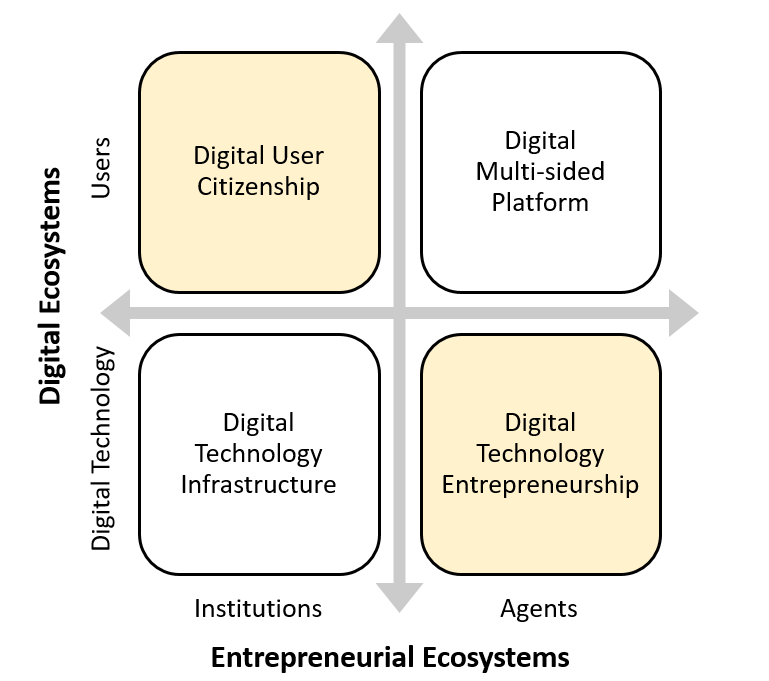 Digital Ecosystems
Users
Digital User
Citizenship
Digital
Multi-sided
Platform
Digital Technology
Digital
Technology
Infrastructure
Digital
Technology
Entrepreneurship
Institutions
Agents
Entrepreneurial Ecosystems